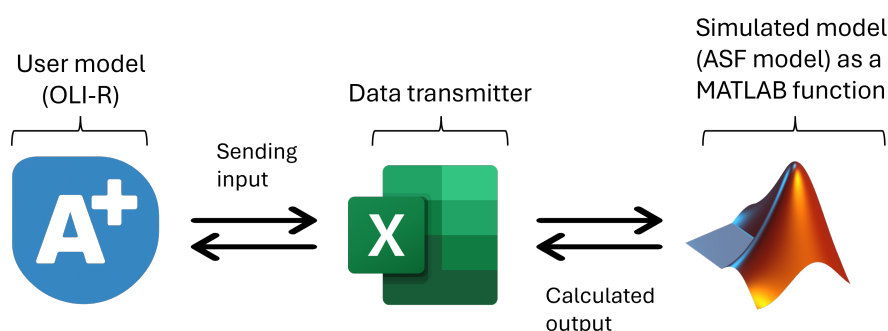 User model
(OLI-R)
Data transmitter
Simulated model
(ASF model) as a
MATLAB function
Sending
input
A+
X
Calculated
output